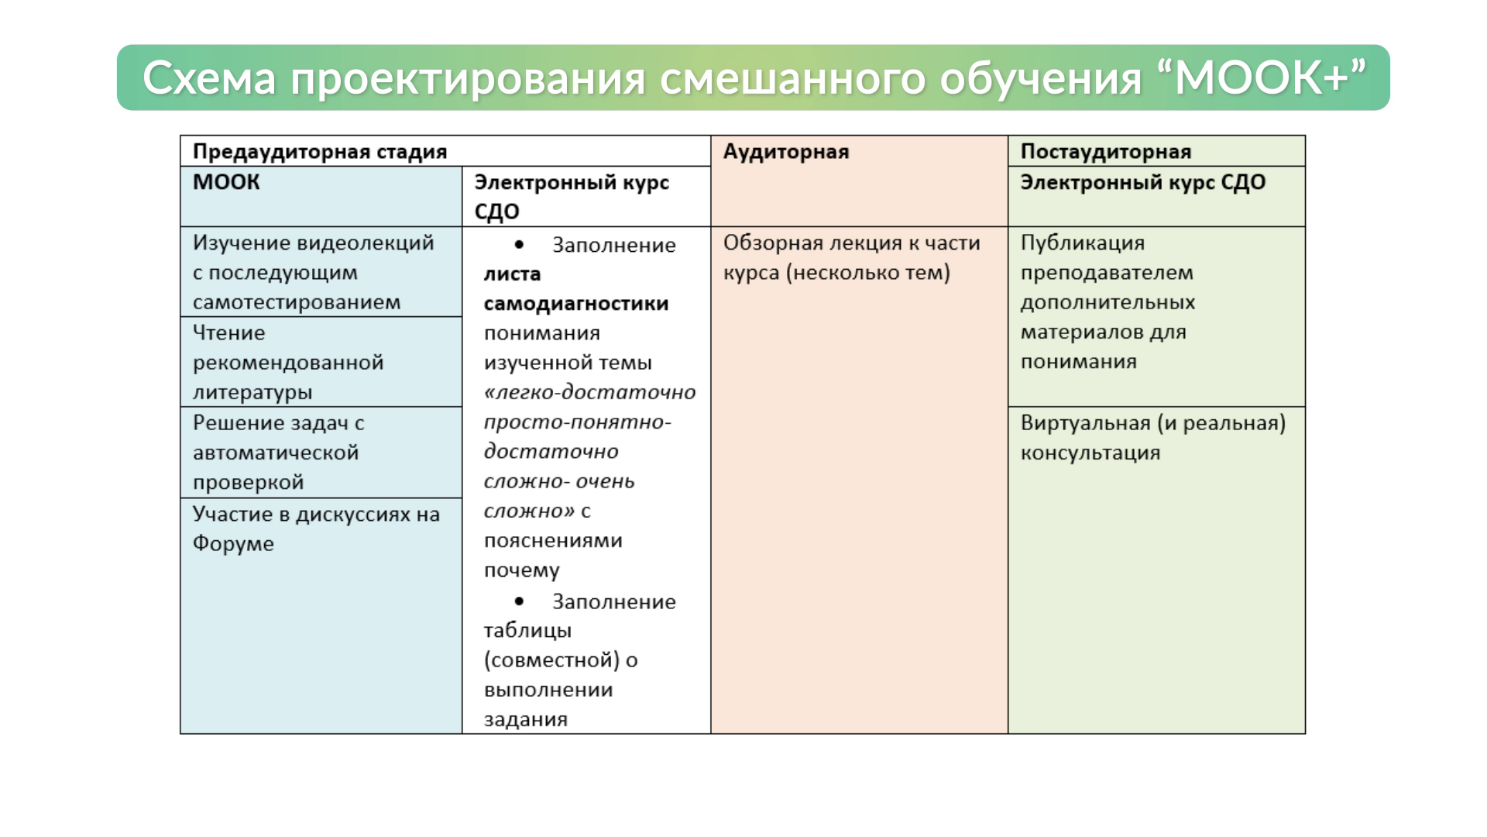 Схема проектирования смешанного обучения “МООК+”
Предаудиторная стадия
Аудиторная
Постаудиторная
МООК
Электронный курс
СДО
Электронный курс СДО
Изучение видеолекций
с последующим
самотестированием
Чтение
рекомендованной
литературы
Решение задач с
автоматической
проверкой
Участие в дискуссиях на
Форуме
• Заполнение
листа
самодиагностики
понимания
изученной темы
«легко-достаточно
просто-понятно-
достаточно
сложно- очень
сложно» с
пояснениями
почему
• Заполнение
таблицы
(совместной) о
выполнении
задания
Обзорная лекция к части
курса (несколько тем)
Публикация
преподавателем
дополнительных
материалов для
понимания
Виртуальная (и реальная)
консультация